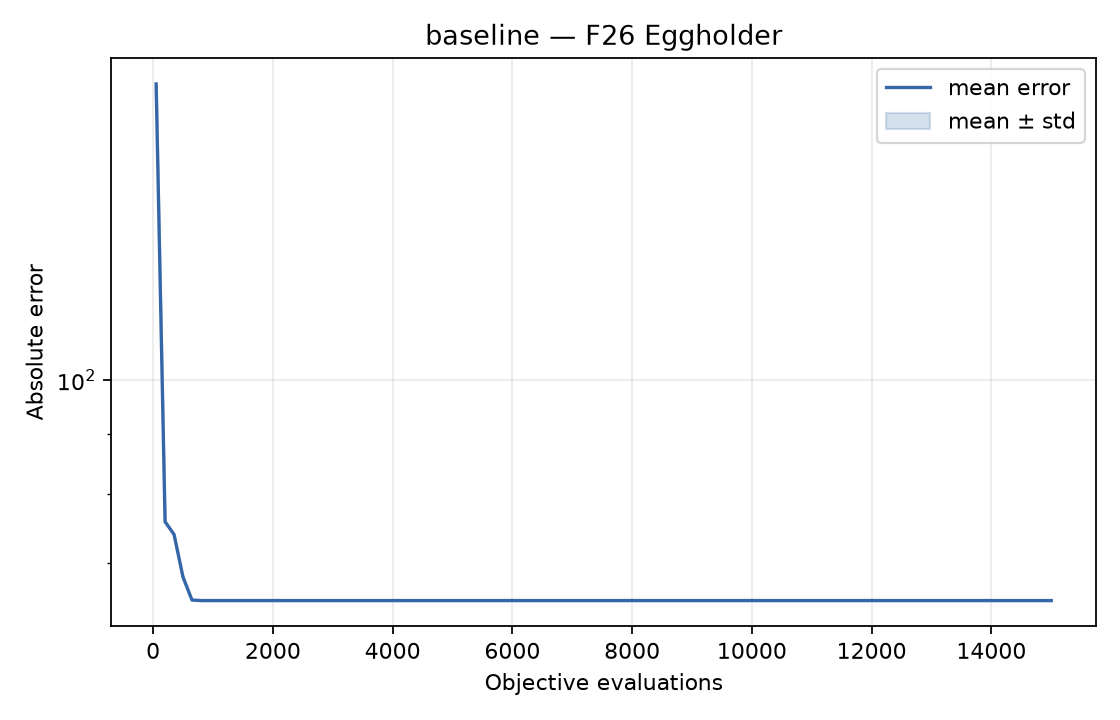 baseline — F26 Eggholder
mean error
mean ± std
Absolute error
10²
0 2000 4000 6000 8000 10000 12000 14000
Objective evaluations